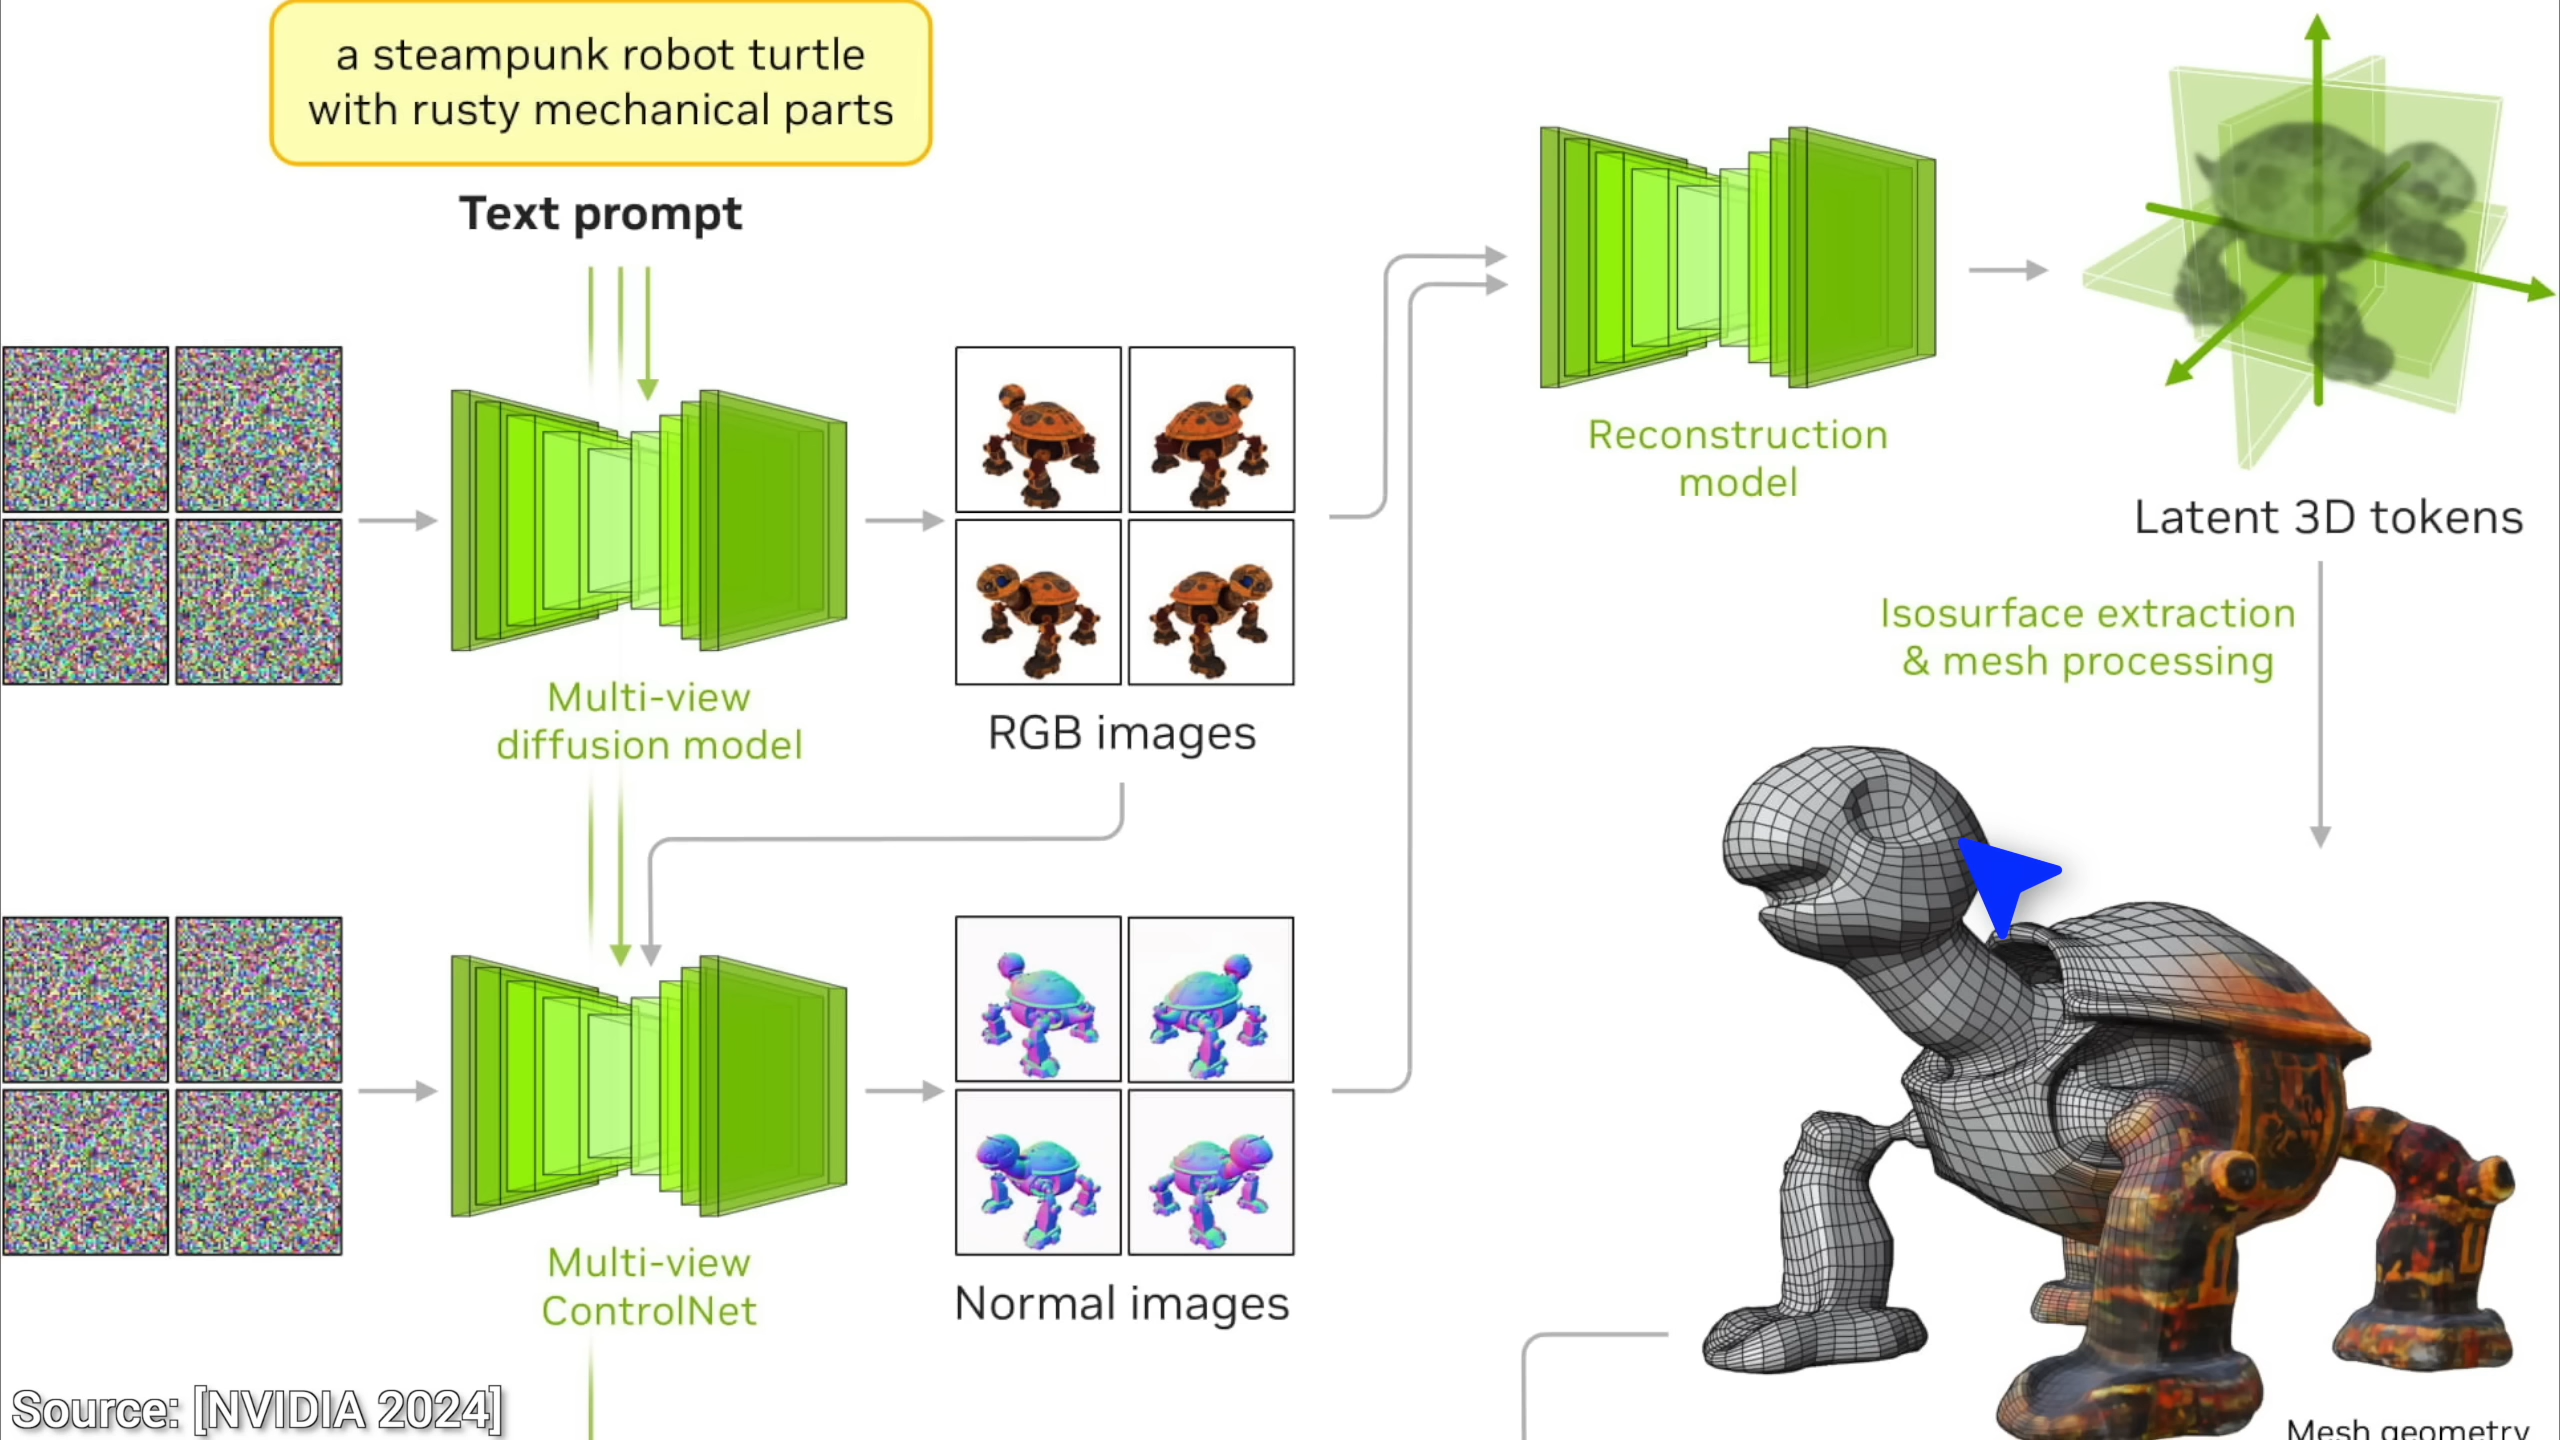 a steampunk robot turtle
with rusty mechanical parts
Text prompt
Multi-view
diffusion model
RGB images
Reconstruction
model
Latent 3D tokens
Isosurface extraction
& mesh processing
Multi-view
ControlNet
Normal images
Mesh geometry
Source: [NVIDIA 2024]